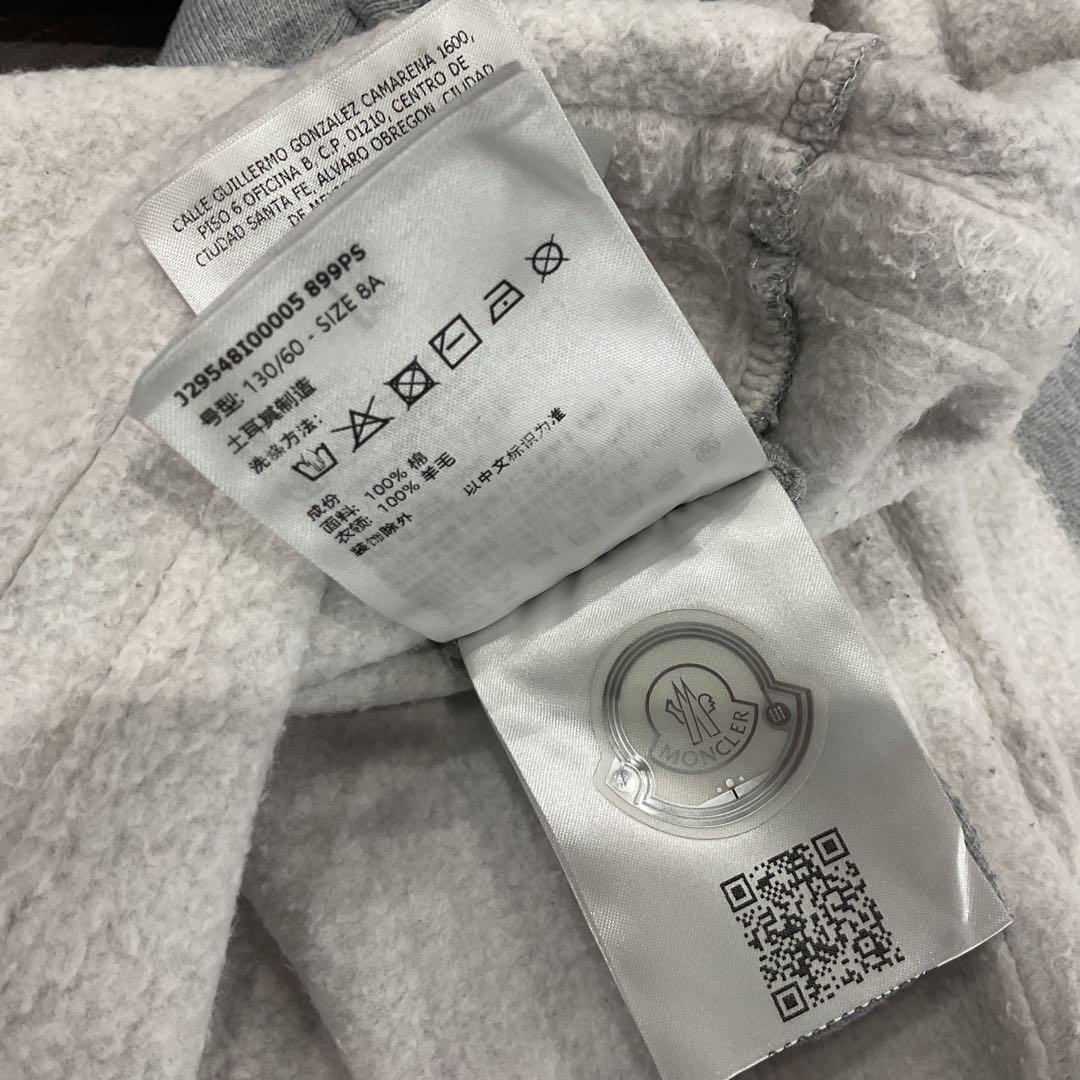 CALLE GUILLERMO GONZALEZ CAMARENA 1600,
PISO 6 OFICINA B, C.P. 01210, CENTRO DE
CIUDAD SANTA FE, ALVARO OBREGON, CIUDAD
DE
J29548I00005 899PS
号型: 130/60 - SIZE 8A
土耳其制造
洗涤方法:
成份
面料: 100% 棉
衣领: 100% 羊毛
装饰除外
以中文标识为准
MONCLER